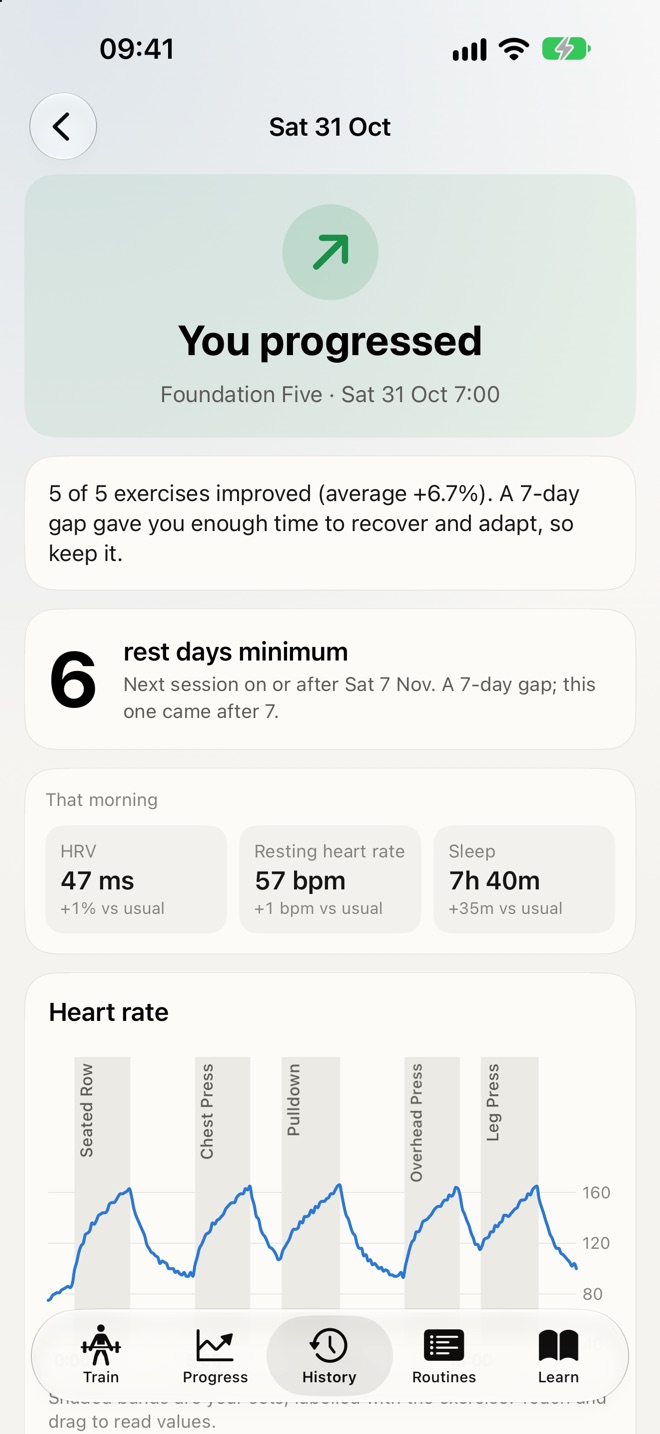 09:41
Sat 31 Oct
You progressed
Foundation Five · Sat 31 Oct 7:00
5 of 5 exercises improved (average +6.7%). A 7-day
gap gave you enough time to recover and adapt, so
keep it.
6
rest days minimum
Next session on or after Sat 7 Nov. A 7-day gap; this
one came after 7.
That morning
HRV
47 ms
+1% vs usual
Resting heart rate
57 bpm
+1 bpm vs usual
Sleep
7h 40m
+35m vs usual
Heart rate
Seated Row
Chest Press
Pulldown
Overhead Press
Leg Press
160
120
80
Train
Progress
History
Routines
Learn
drag to read values.